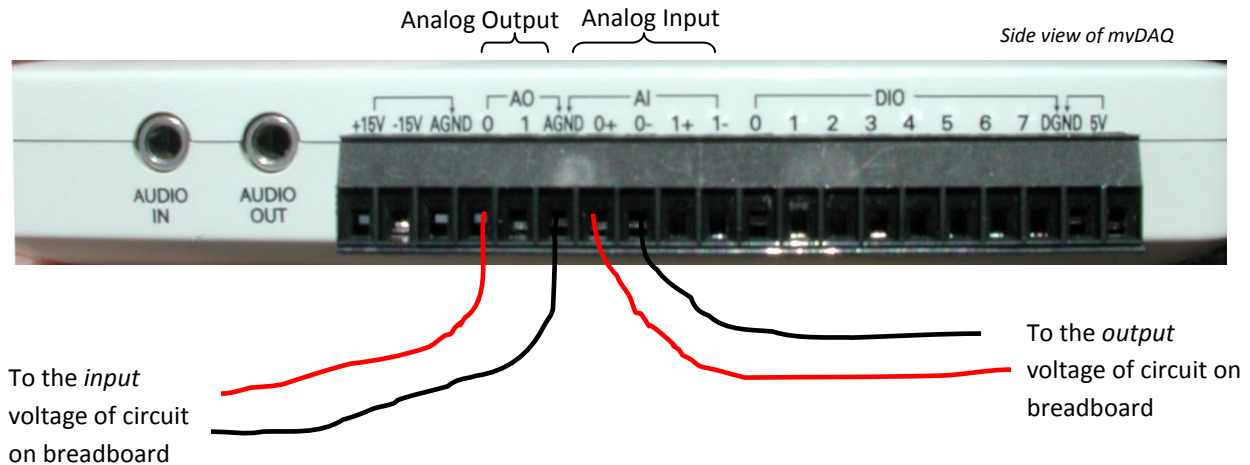 Analog Output Analog Input
Side view of myDAQ
AO AI DIO
+15V -15V AGND 0 1 AGND 0+ 0- 1+ 1- 0 1 2 3 4 5 6 7 DGND 5V
AUDIO
IN
AUDIO
OUT
To the input
voltage of circuit
on breadboard
To the output
voltage of circuit on
breadboard